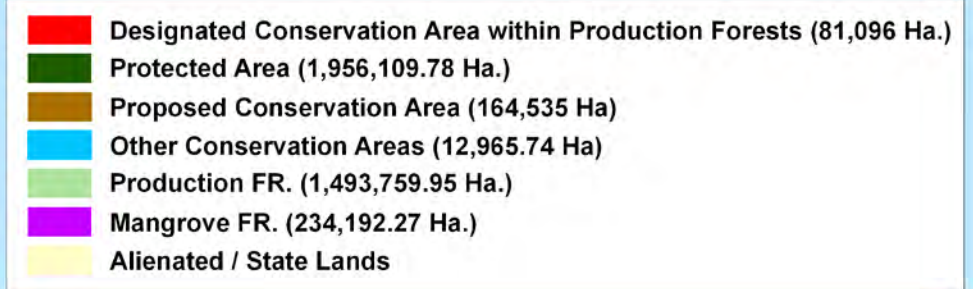 Designated Conservation Area within Production Forests (81,096 Ha.)
Protected Area (1,956,109.78 Ha.)
Proposed Conservation Area (164,535 Ha)
Other Conservation Areas (12,965.74 Ha)
Production FR. (1,493,759.95 Ha.)
Mangrove FR. (234,192.27 Ha.)
Alienated / State Lands